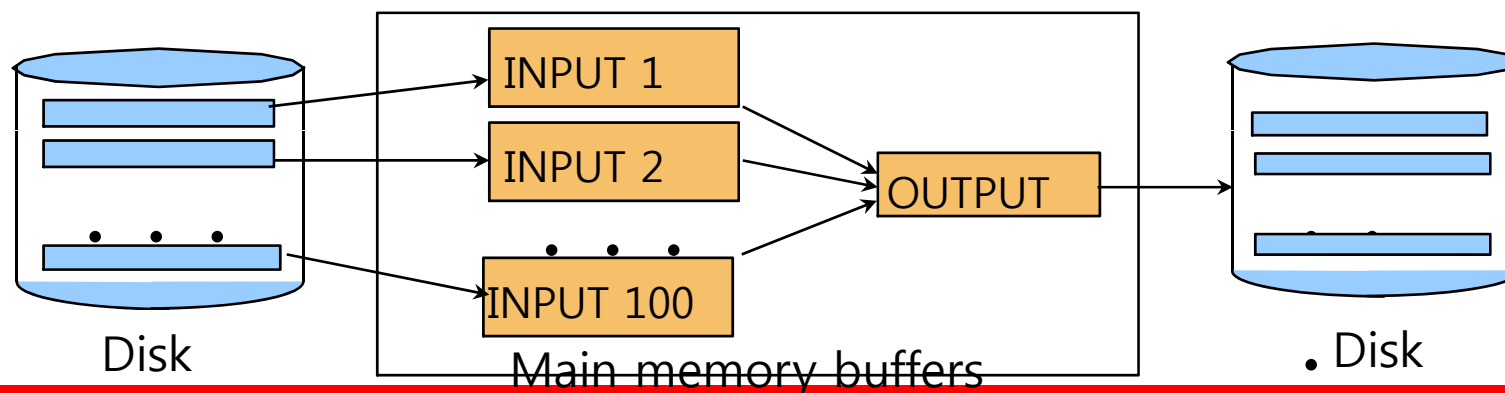 INPUT 1
INPUT 2
OUTPUT
• • •
• • •
INPUT 100
Disk
Main memory buffers
• Disk